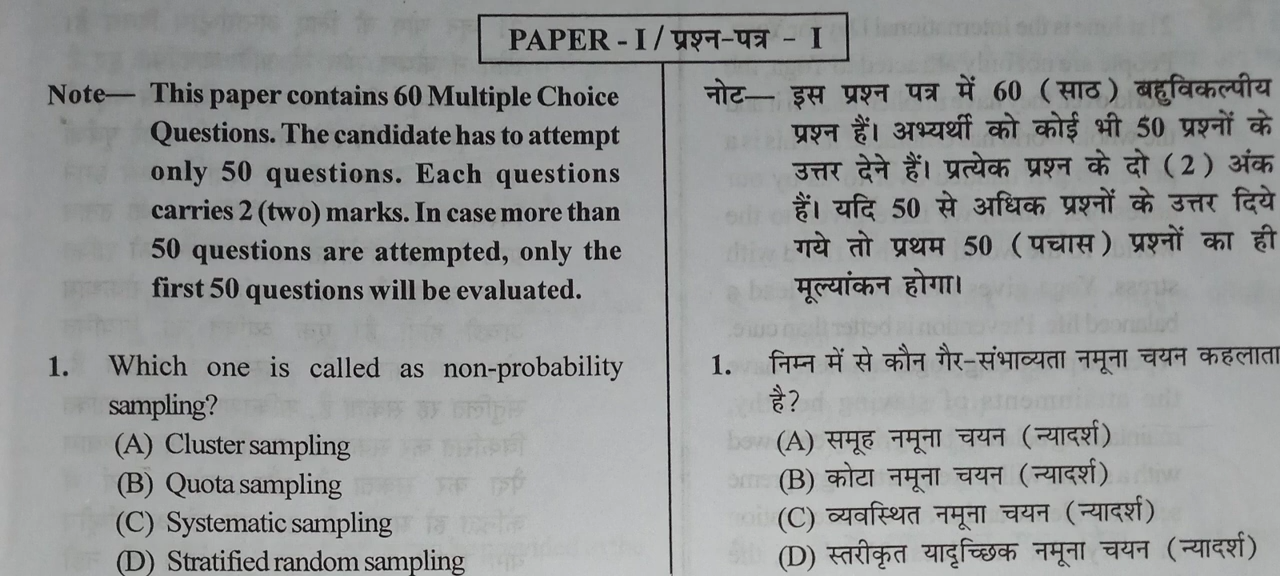 PAPER - I / प्रश्न-पत्र - I
Note— This paper contains 60 Multiple Choice
Questions. The candidate has to attempt
only 50 questions. Each questions
carries 2 (two) marks. In case more than
50 questions are attempted, only the
first 50 questions will be evaluated.
1. Which one is called as non-probability
sampling?
(A) Cluster sampling
(B) Quota sampling
(C) Systematic sampling
(D) Stratified random sampling
नोट— इस प्रश्न पत्र में 60 (साठ) बहुविकल्पीय
प्रश्न हैं। अभ्यर्थी को कोई भी 50 प्रश्नों के
उत्तर देने हैं। प्रत्येक प्रश्न के दो (2) अंक
हैं। यदि 50 से अधिक प्रश्नों के उत्तर दिये
गये तो प्रथम 50 (पचास) प्रश्नों का ही
मूल्यांकन होगा।
1. निम्न में से कौन गैर-संभाव्यता नमूना चयन कहलाता
है?
(A) समूह नमूना चयन (न्यादर्श)
(B) कोटा नमूना चयन (न्यादर्श)
(C) व्यवस्थित नमूना चयन (न्यादर्श)
(D) स्तरीकृत यादृच्छिक नमूना चयन (न्यादर्श)